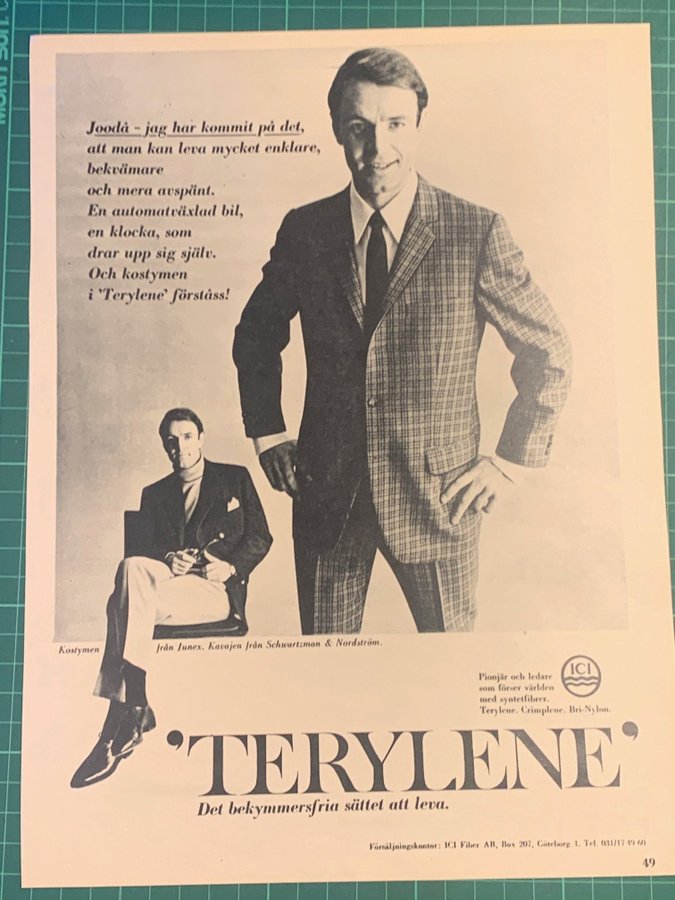 Joodå – jag har kommit på det,
att man kan leva mycket enklare,
bekvämare
och mera avspänt.
En automatväxlad bil,
en klocka, som
drar upp sig själv.
Och kostymen
i 'Terylene' förståss!
Kostymen från Junex. Kavajen från Schwartzman & Nordström.
Pionjär och ledare
som förser världen
med syntetfibrer.
Terylene. Crimplene. Bri-Nylon.
ICI
'TERYLENE'
Det bekymmersfria sättet att leva.
Försäljningskontor: ICI Fiber AB, Box 207, Göteborg 1. Tel. 031/17 49 60
49